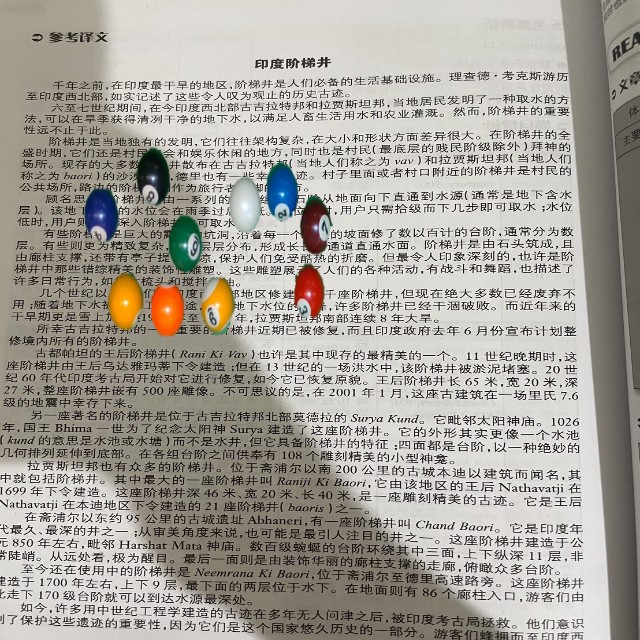 参考译文
印度阶梯井
千年之前,在印度最干旱的地区,阶梯井是人们必备的生活基础设施。理查德·考克斯游历
至印度西北部,如实记述了这些令人叹为观止的历史古迹。
六至七世纪期间,在今印度西北部古吉拉特邦和拉贾斯坦邦,当地居民发明了一种取水的方
法,可以在旱季获得清冽干净的地下水,以满足人畜生活用水和农业灌溉。然而,阶梯井的重要
性远不止于此。
阶梯井是当地独有的发明,它们往往架构复杂,在大小和形状方面差异很大。在阶梯井的全
盛时期,它们还是村民 会和娱乐休闲的地方,同时也是村民(最底层的贱民阶级除外)拜神的
场所。现存的大多数 井散布在古吉拉特邦(当地人们称之为 vav)和拉贾斯坦邦(当地人们
称之为 baori)的沙 德里也有一些幸 迹。村子里面或者村口附近的阶梯井是村民的
公共场所,路边的阶梯 作为旅行者 脚的
顾名思 阶梯井 由一系列的 从地面向下直通到水源(通常是地下含水
层)。该地 的水位会在雨季过 用户只需拾级而下几步即可取水;水位
低时,用户 深入阶梯井 可取水
有些阶梯井是巨大的 坑洞,沿着每一个 的坡面修了数以百计的台阶,通常分为数
层。有些则更为精致复杂, 层层分布,形成长长 通道直通水面。阶梯井是由石头筑成,且
由廊柱支撑,还带有亭子提 凉,保护人们免受酷热的折磨。但最令人印象深刻的,也许是阶
梯井中那些错综精美的装饰性雕塑。这些雕塑展 了人们的各种活动,有战斗和舞蹈,也描述了
许多日常行为,如 梳头和搅拌 油。
几个世纪以 印度 部地区修建 千座阶梯井,但现在绝大多数已经废弃不
用;随着地下水被 工 地下水位的 ,许多阶梯井已经干涸破败。而近年来的
干旱期更是雪上加 19 年,拉贾斯坦邦南部连续 8 年大旱。
所幸古吉拉特邦的一 重要的 梯井近期已被修复,而且印度政府去年 6 月份宣布计划整
修境内所有的阶梯井。
古都帕坦的王后阶梯井(Rani Ki Vav)也许是其中现存的最精美的一个。11 世纪晚期时,这
座阶梯井由王后乌达雅玛蒂下令建造;但在 13 世纪的一场洪水中,该阶梯井被淤泥堵塞。20 世
纪 60 年代印度考古局开始对它进行修复,如今它已恢复原貌。王后阶梯井长 65 米,宽 20 米,深
27 米,整座阶梯井嵌有 500 座雕像。不可思议的是,在 2001 年 1 月,这座古建筑在一场里氏 7.6
级的地震中幸存下来。
另一座著名的阶梯井是位于古吉拉特邦北部莫德拉的 Surya Kund。它毗邻太阳神庙。1026
年,国王 Bhima 一世为了纪念太阳神 Surya 建造了这座阶梯井。它的外形其实更像一个水池
(kund 的意思是水池或水塘)而不是水井,但它具备阶梯井的特征;四面都是台阶,以一种绝妙的
几何排列延伸到底部。在各组台阶之间供奉有 108 个雕刻精美的小型神龛。
拉贾斯坦邦也有众多的阶梯井。位于斋浦尔以南 200 公里的古城本迪以建筑而闻名,其
中就包括阶梯井。其中最大的一座阶梯井叫 Raniji Ki Baori,它由该地区的王后 Nathavatji 在
1699 年下令建造。这座阶梯井深 46 米、宽 20 米、长 40 米,是一座雕刻精美的古迹。它是王后
Nathavatji 在本迪地区下令建造的 21 座阶梯井(baoris)之一。
在斋浦尔以东约 95 公里的古城遗址 Abhaneri,有一座阶梯井叫 Chand Baori。它是印度年
代最久、最深的井之一;从审美角度来说,也可能是最引人注目的井之一。这座阶梯井建造于公
元 850 年左右,毗邻 Harshat Mata 神庙。数百级蜿蜒的台阶环绕其中三面,上下纵深 11 层,非
常陡峭。从远处看,极为醒目。最后一面则是由装饰华丽的廊柱支撑的走廊,俯瞰众多台阶。
至今还在使用中的阶梯井是 Neemrana Ki Baori,位于斋浦尔至德里高速路旁。这座阶梯井
建造于 1700 年左右,上下 9 层,最下面的两层位于水下。在地面则有 86 个廊柱入口,游客们由
此走下 170 级台阶就可以到达水源最深处。
如今,许多用中世纪工程学建造的古迹在多年无人问津之后,被印度考古局拯救。他们意识
到了保护这些遗迹的重要性,因为它们是这个国家悠久历史的一部分。游客们蜂拥而至印度西
REA
文章
体
主要